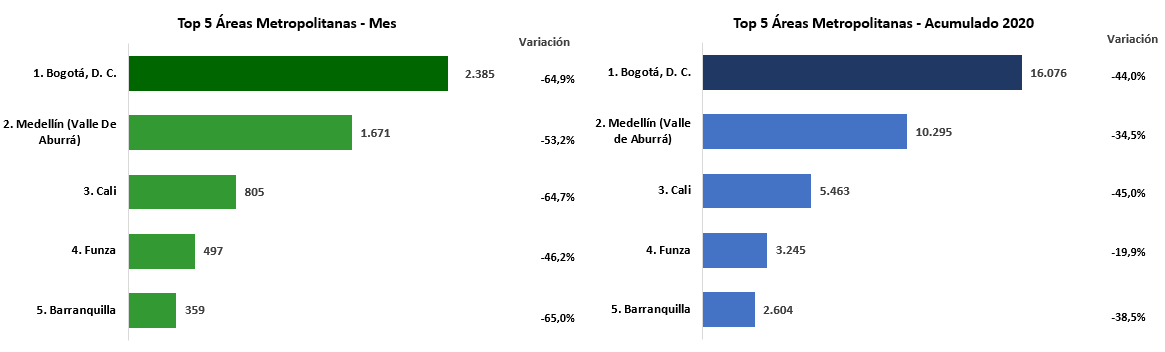 Top 5 Áreas Metropolitanas - Mes
Variación
1. Bogotá, D. C.
2.385
-64,9%
2. Medellín (Valle De
Aburrá)
1.671
-53,2%
3. Cali
805
-64,7%
4. Funza
497
-46,2%
5. Barranquilla
359
-65,0%
Top 5 Áreas Metropolitanas - Acumulado 2020
Variación
1. Bogotá, D. C.
16.076
-44,0%
2. Medellín (Valle
de Aburrá)
10.295
-34,5%
3. Cali
5.463
-45,0%
4. Funza
3.245
-19,9%
5. Barranquilla
2.604
-38,5%